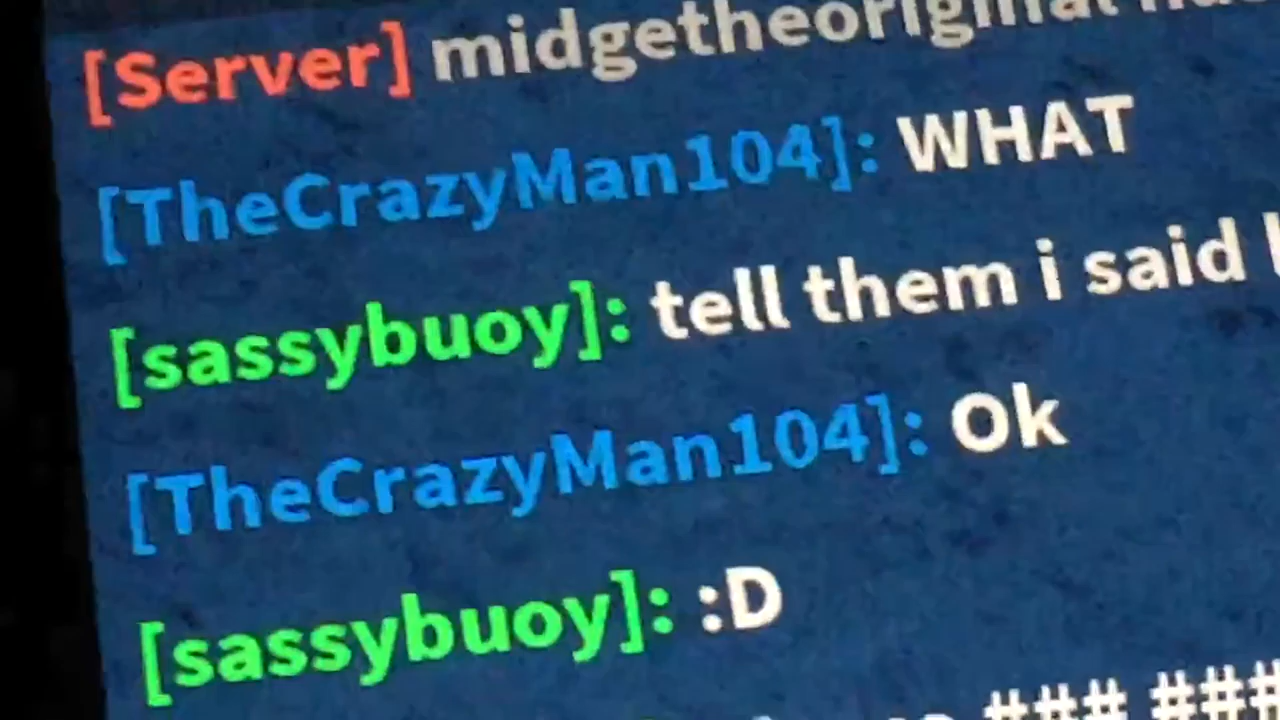 [Server] midgetheoriginal
[TheCrazyMan104]: WHAT
[sassybuoy]: tell them i said
[TheCrazyMan104]: Ok
[sassybuoy]: :D
### ###